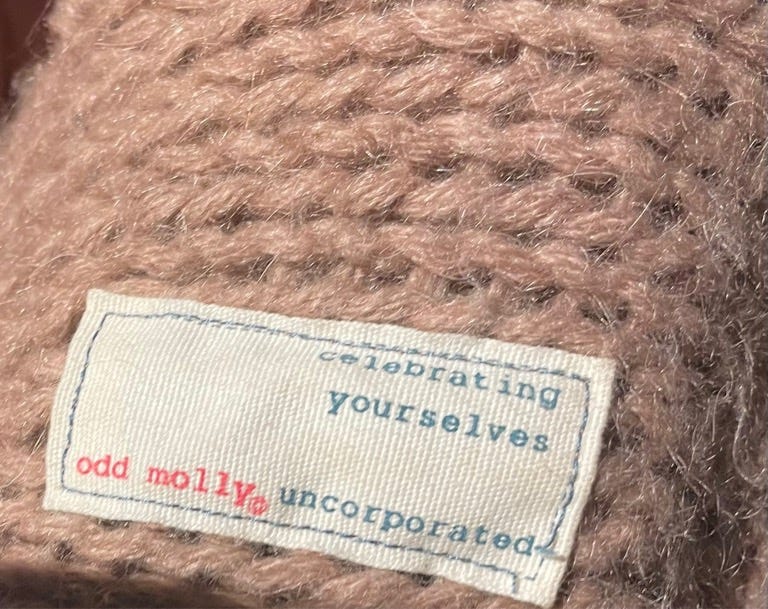 celebrating
yourselves
odd molly® uncorporated